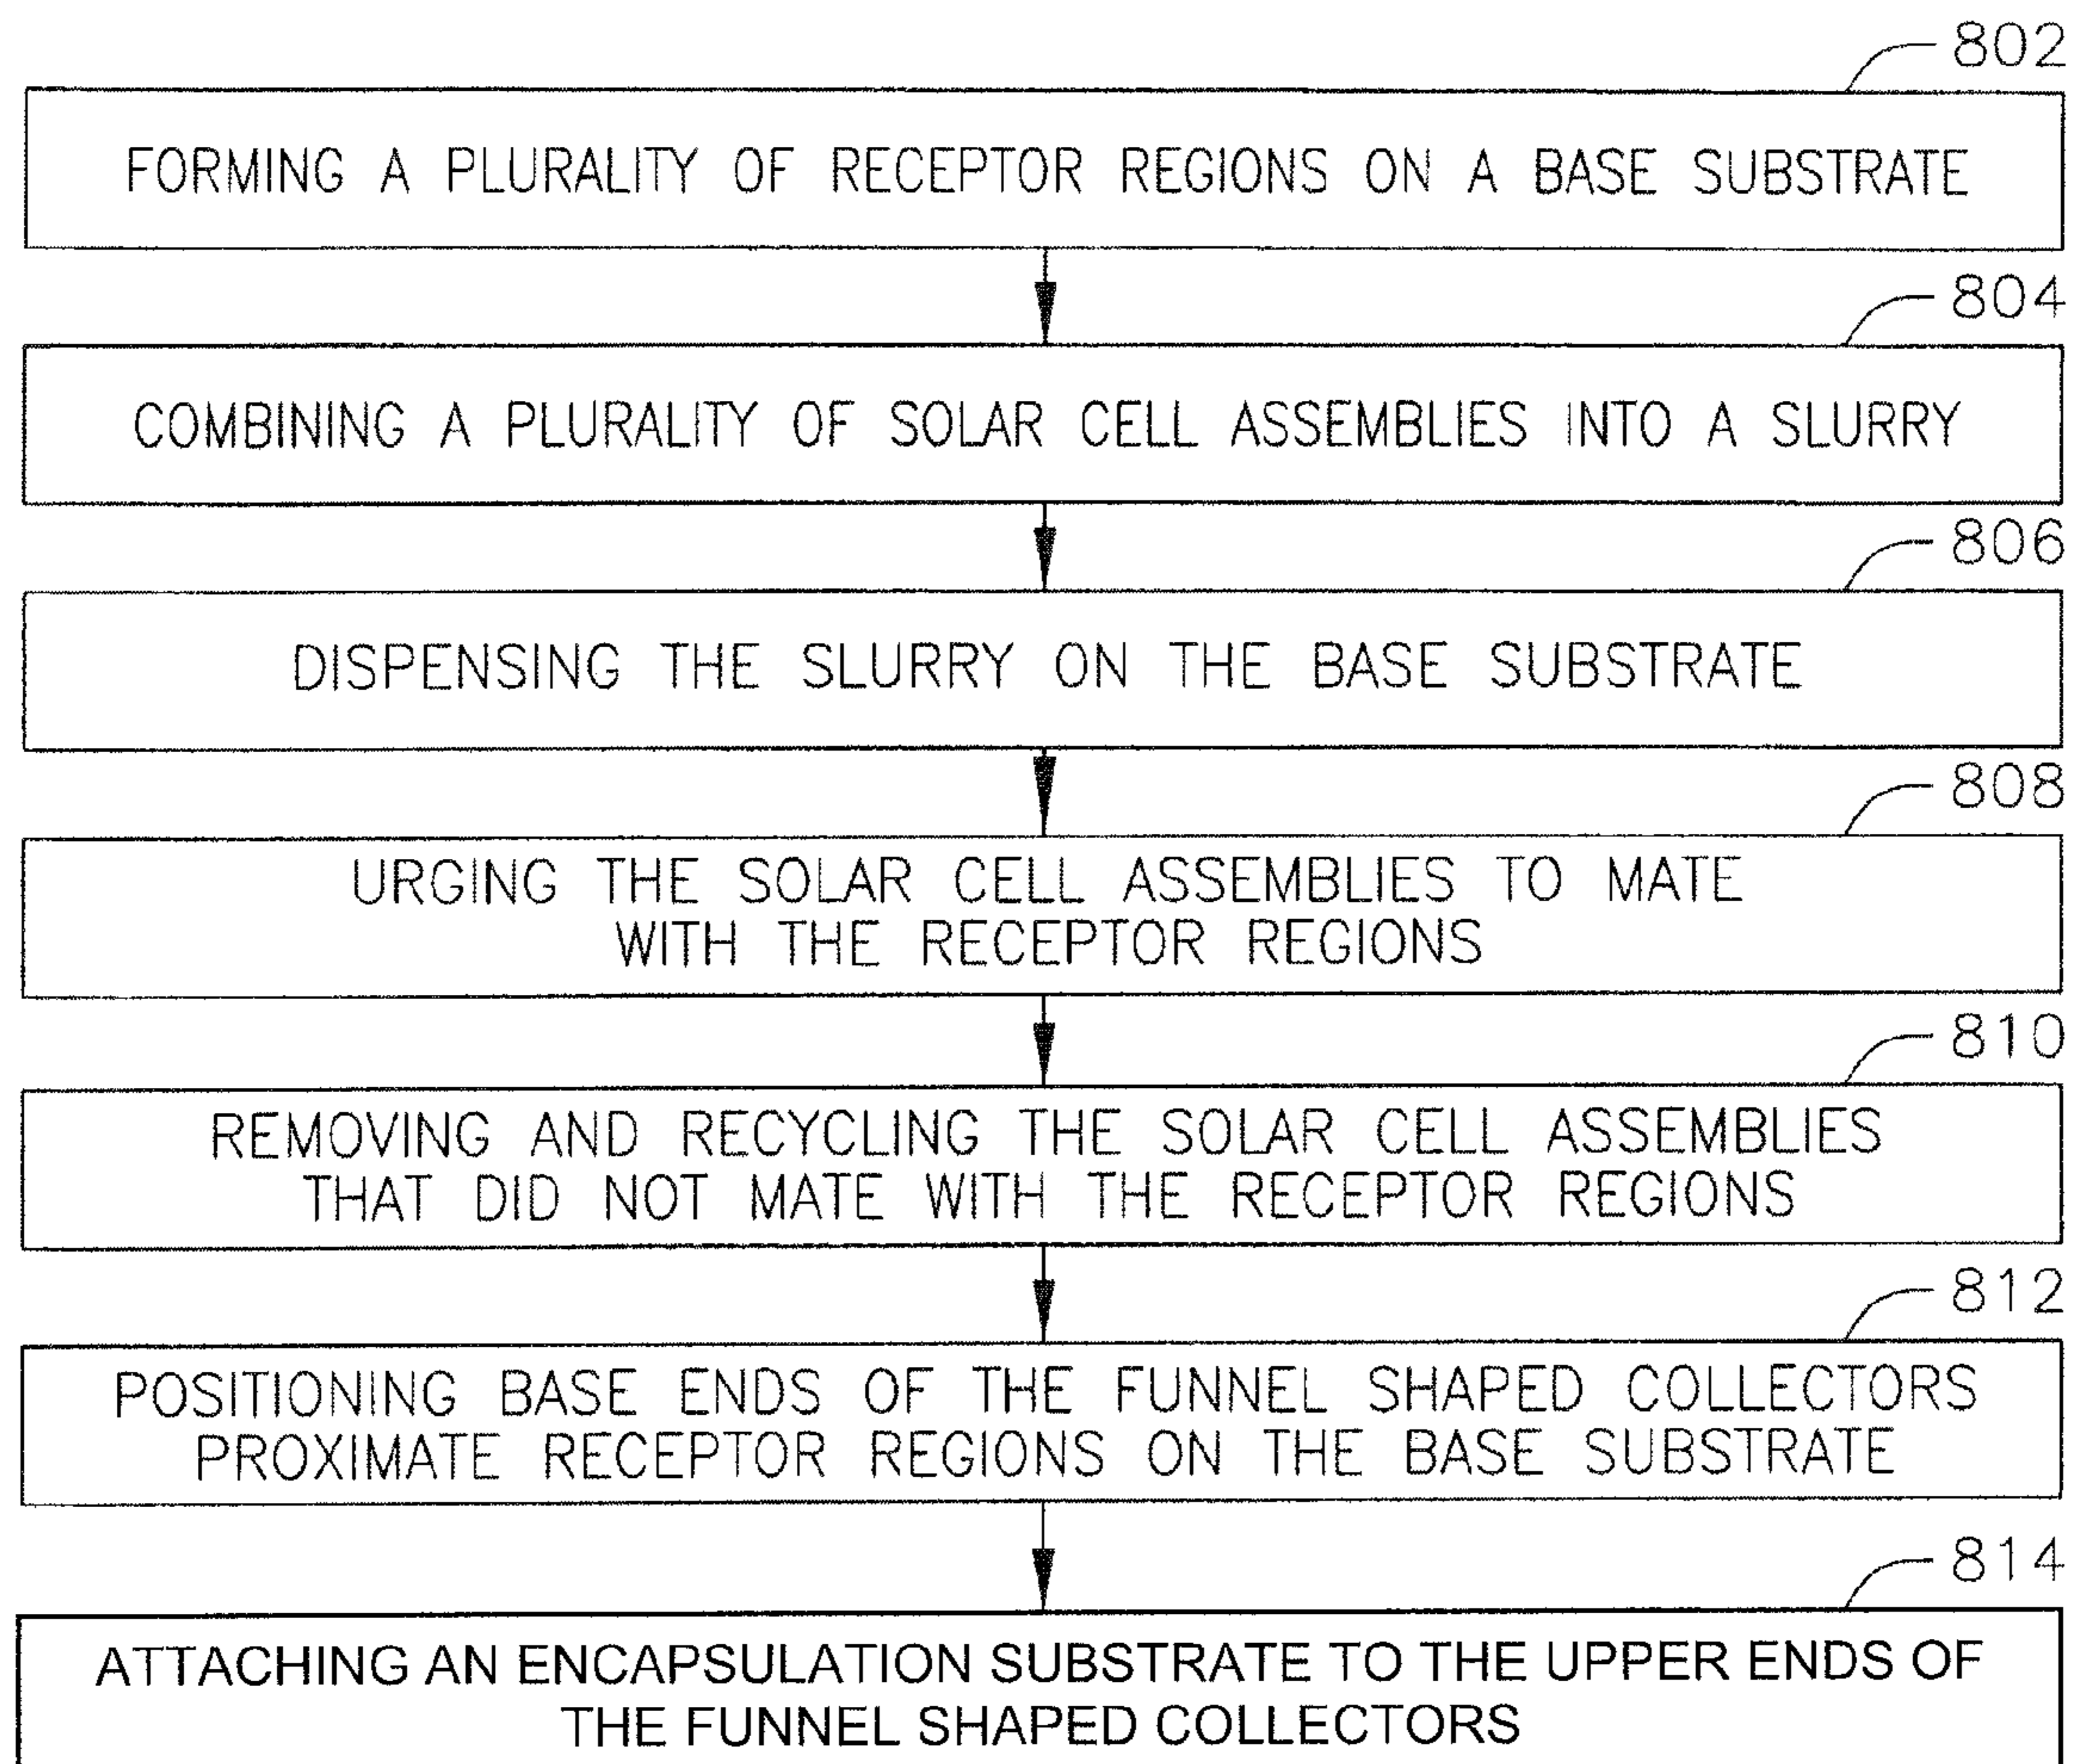 802
FORMING A PLURALITY OF RECEPTOR REGIONS ON A BASE SUBSTRATE
804
COMBINING A PLURALITY OF SOLAR CELL ASSEMBLIES INTO A SLURRY
806
DISPENSING THE SLURRY ON THE BASE SUBSTRATE
808
URGING THE SOLAR CELL ASSEMBLIES TO MATE
WITH THE RECEPTOR REGIONS
810
REMOVING AND RECYCLING THE SOLAR CELL ASSEMBLIES
THAT DID NOT MATE WITH THE RECEPTOR REGIONS
812
POSITIONING BASE ENDS OF THE FUNNEL SHAPED COLLECTORS
PROXIMATE RECEPTOR REGIONS ON THE BASE SUBSTRATE
814
ATTACHING AN ENCAPSULATION SUBSTRATE TO THE UPPER ENDS OF
THE FUNNEL SHAPED COLLECTORS